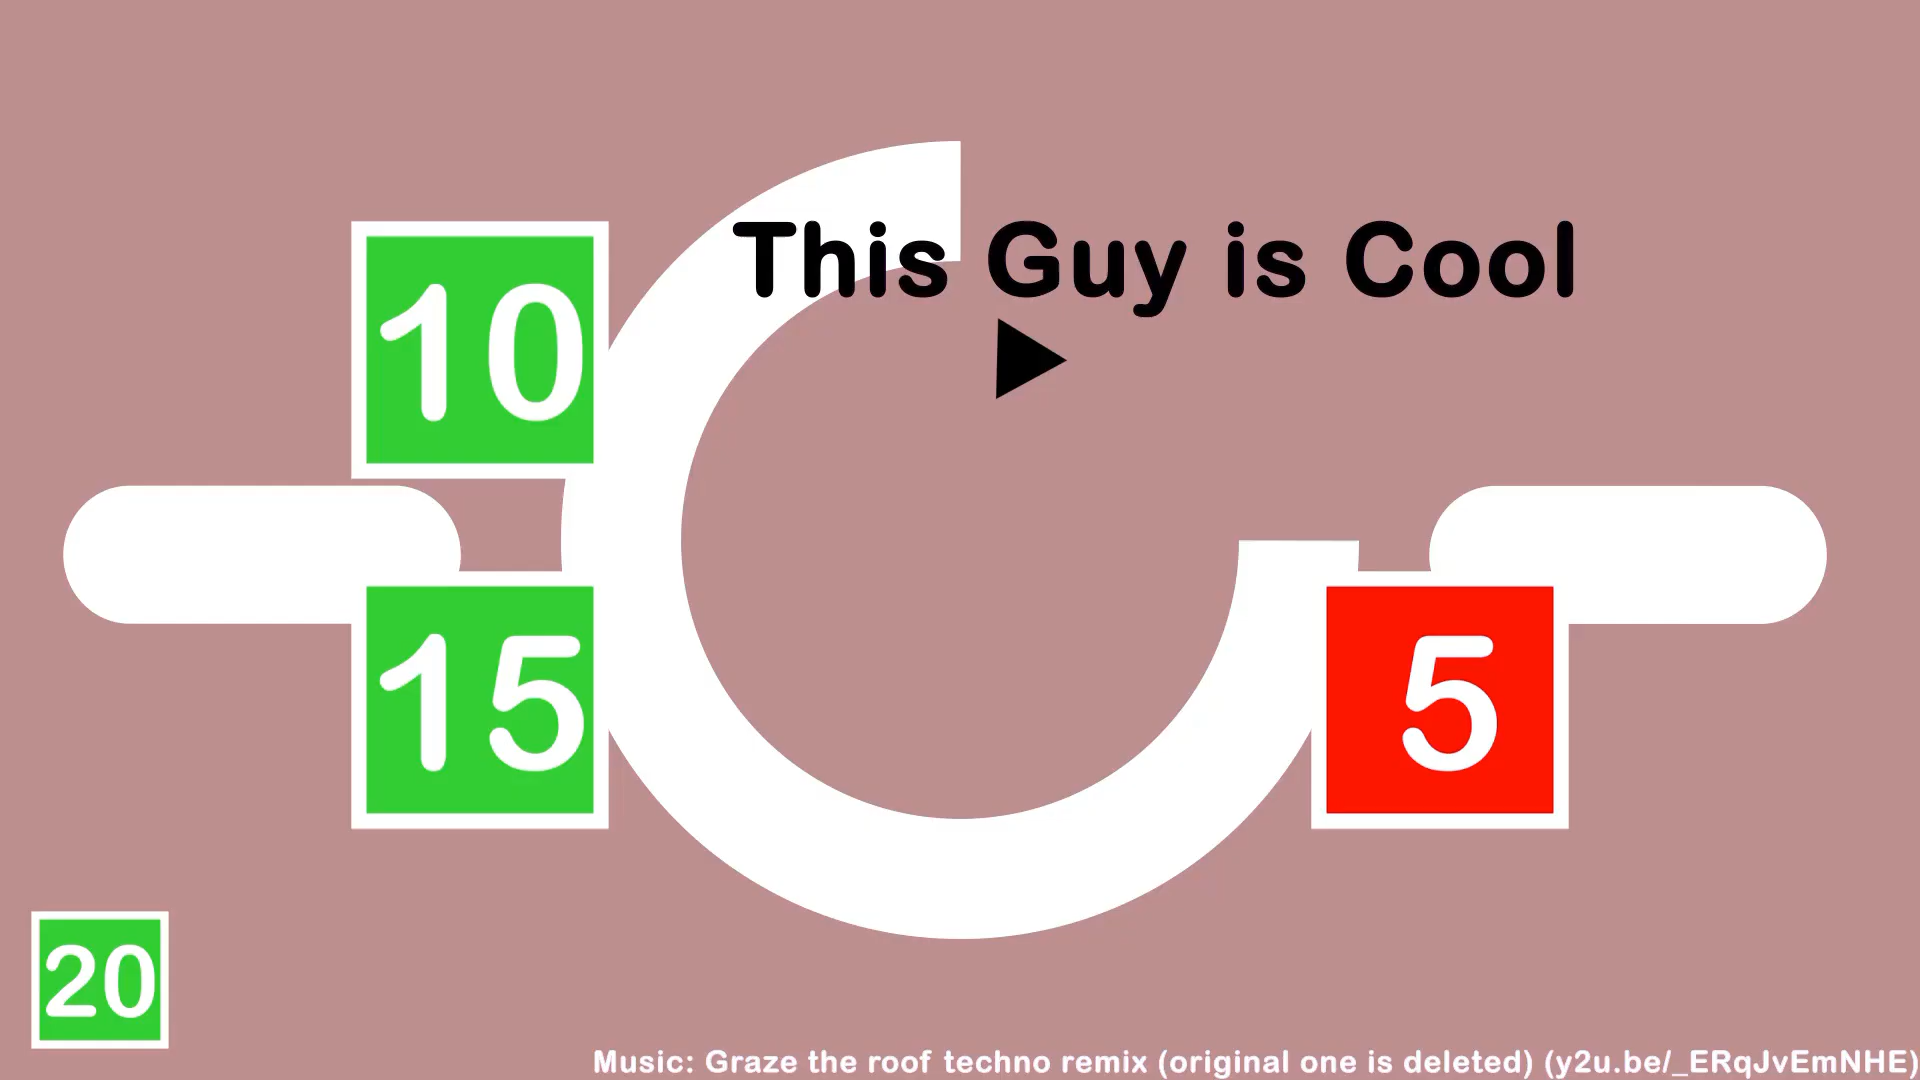 This Guy is Cool
10
15
5
20
Music: Graze the roof techno remix (original one is deleted) (y2u.be/_ERqJvEmNHE)